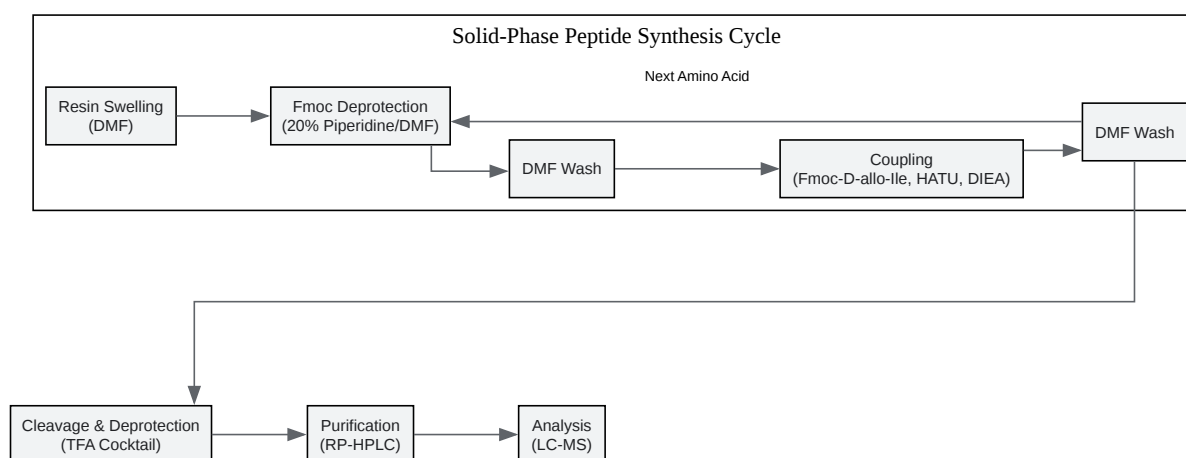 Solid-Phase Peptide Synthesis Cycle
Next Amino Acid
Resin Swelling
(DMF)
Fmoc Deprotection
(20% Piperidine/DMF)
DMF Wash
Coupling
(Fmoc-D-allo-Ile, HATU, DIEA)
DMF Wash
Cleavage & Deprotection
(TFA Cocktail)
Purification
(RP-HPLC)
Analysis
(LC-MS)